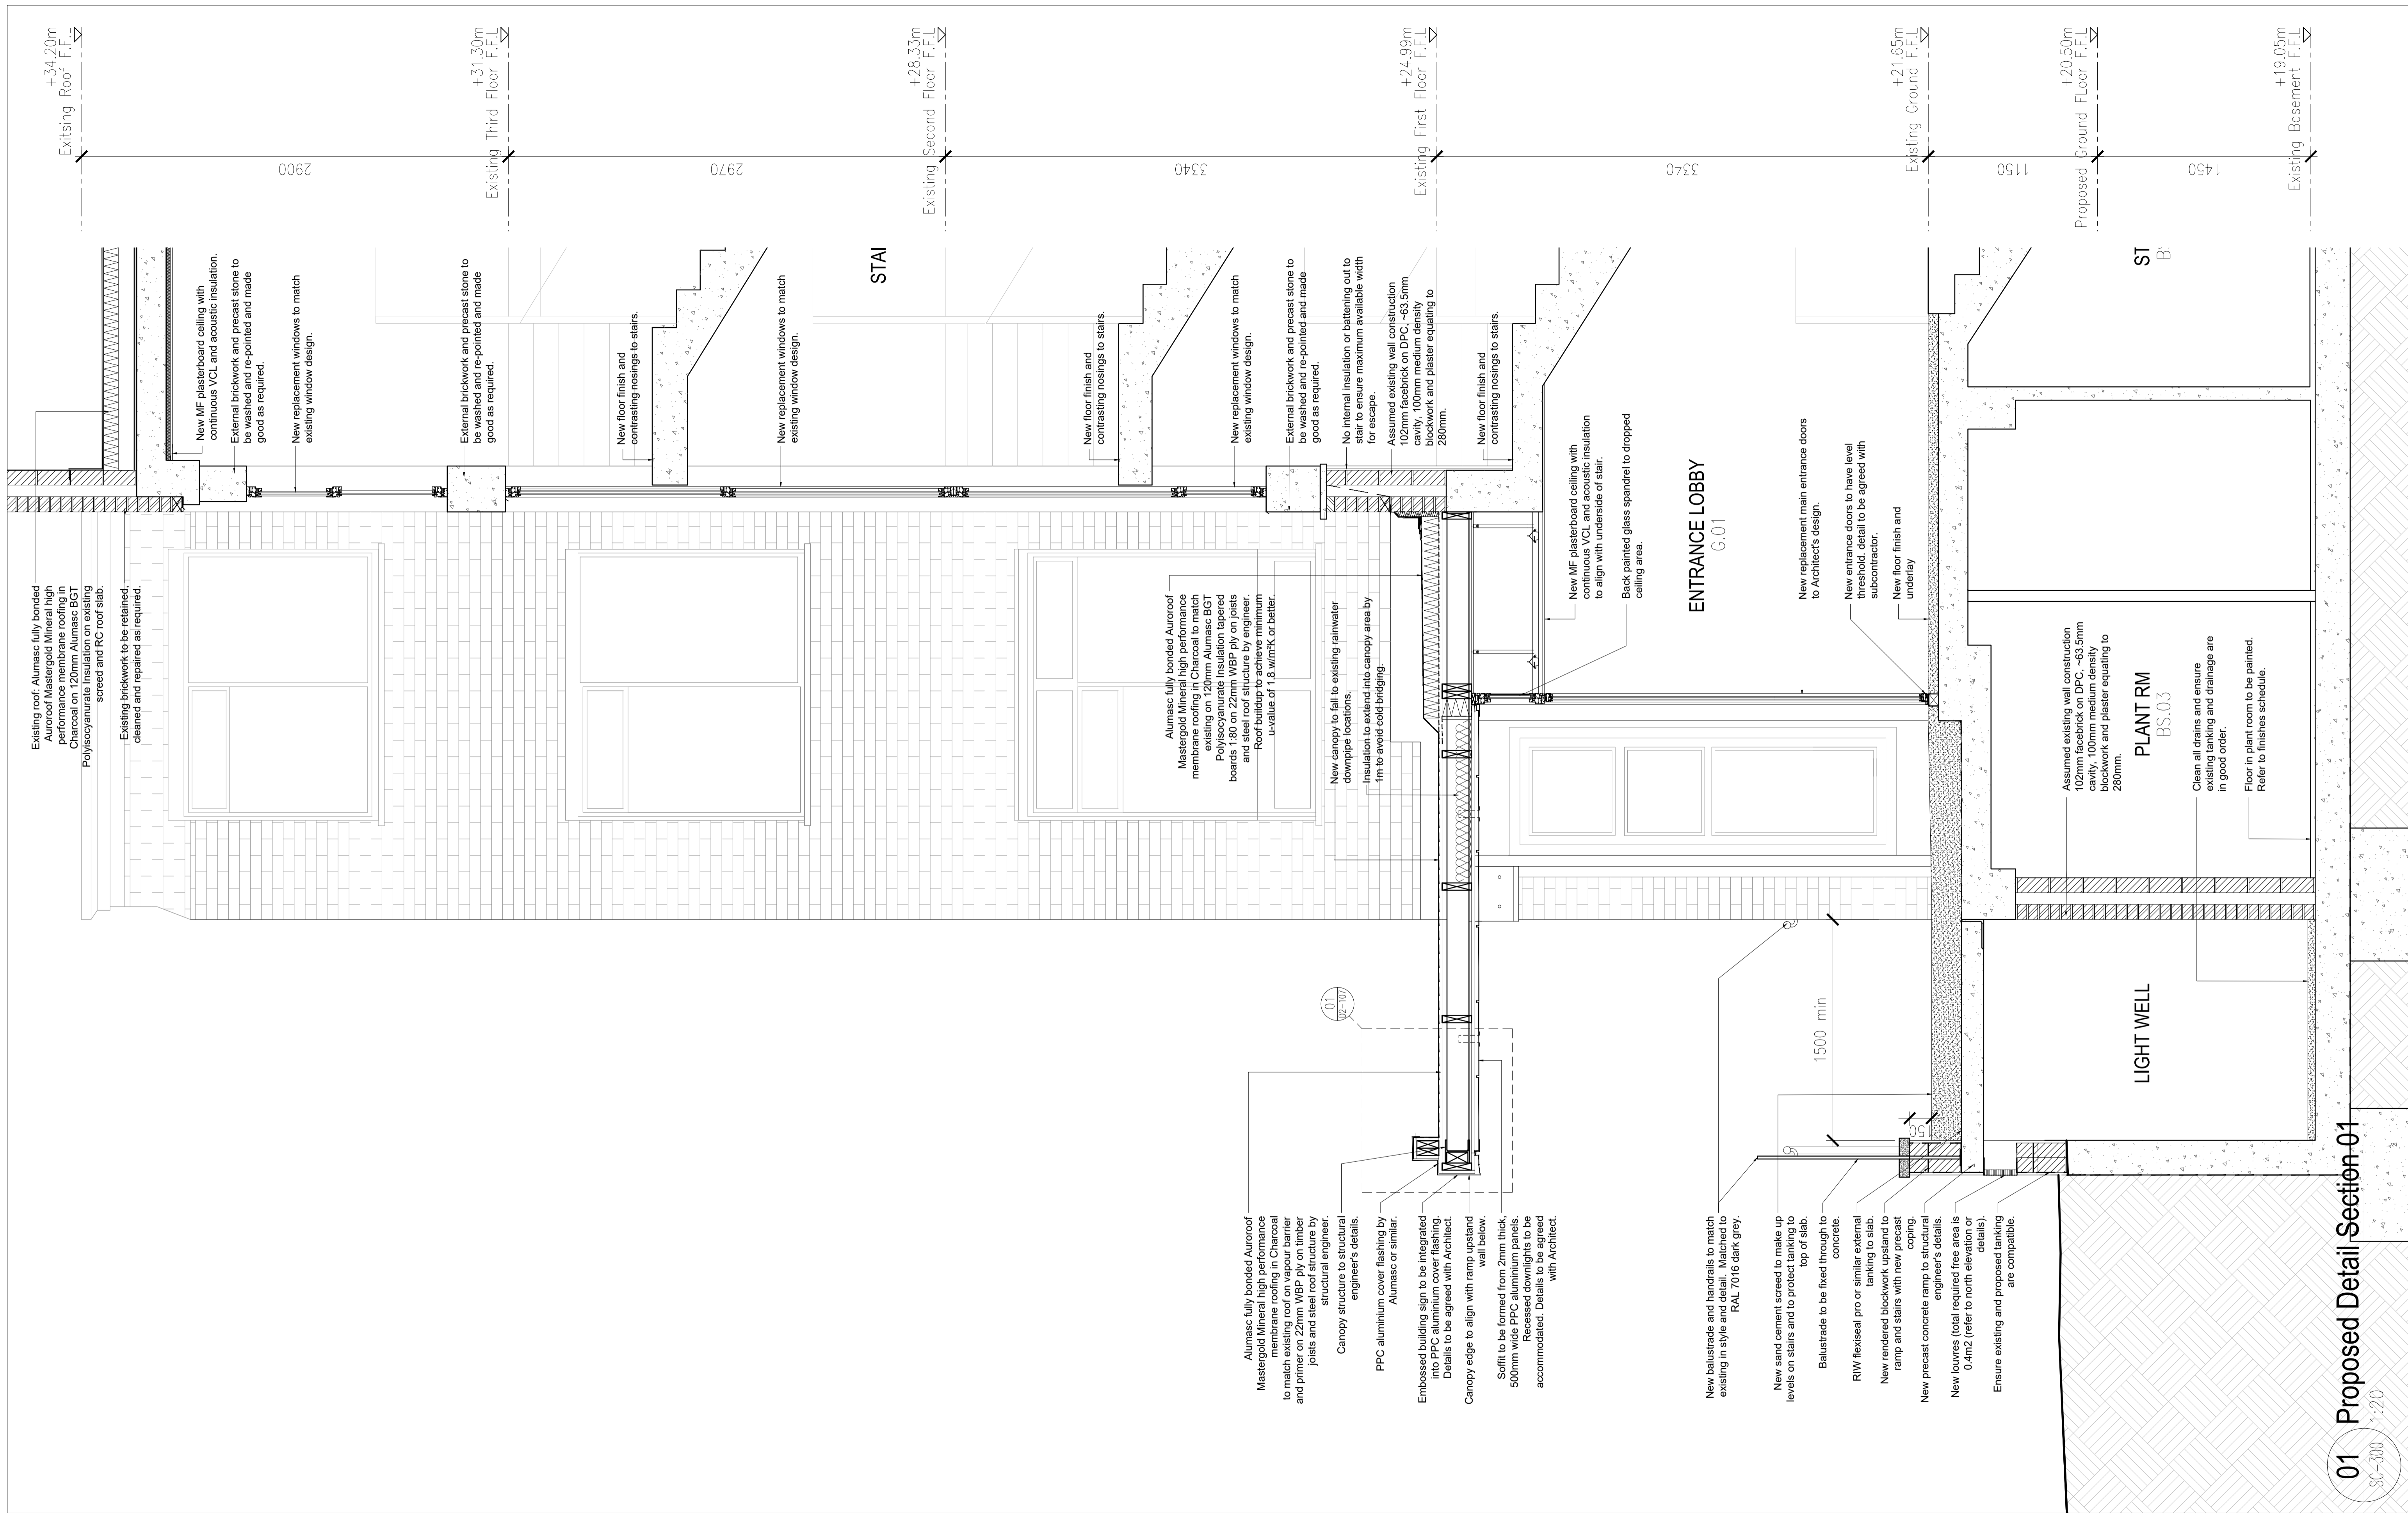 +34.20m
Exitsing Roof F.F.L
+31.30m
Existing Third Floor F.F.L
+28.33m
Existing Second Floor F.F.L
+24.99m
Existing First Floor F.F.L
+21.65m
Existing Ground F.F.L
+20.50m
Proposed Ground FLoor F.F.L
+19.05m
Existing Basement F.F.L
2900
2970
3340
3340
1150
1450
Existing roof: Alumasc fully bonded
Auroroof Mastergold Mineral high
performance membrane roofing in
Charcoal on 120mm Alumasc BGT
Polyisocyanurate Insulation on existing
screed and RC roof slab.
Existing brickwork to be retained,
cleaned and repaired as required.
New MF plasterboard ceiling with
continuous VCL and acoustic insulation.
External brickwork and precast stone to
be washed and re-pointed and made
good as required.
New replacement windows to match
existing window design.
External brickwork and precast stone to
be washed and re-pointed and made
good as required.
New floor finish and
contrasting nosings to stairs.
New replacement windows to match
existing window design.
STAI
New floor finish and
contrasting nosings to stairs.
New replacement windows to match
existing window design.
External brickwork and precast stone to
be washed and re-pointed and made
good as required.
No internal insulation or battening out to
stair to ensure maximum available width
for escape.
Assumed existing wall construction
102mm facebrick on DPC, ~63.5mm
cavity, 100mm medium density
blockwork and plaster equating to
280mm.
New floor finish and
contrasting nosings to stairs.
Alumasc fully bonded Auroroof
Mastergold Mineral high performance
membrane roofing in Charcoal to match
existing on 120mm Alumasc BGT
Polyisocyanurate Insulation tapered
boards 1:80 on 22mm WBP ply on joists
and steel roof structure by engineer.
Roof buildup to achieve minimum
u-value of 1.8 w/m²K or better.
New canopy to fall to existing rainwater
downpipe locations.
Insulation to extend into canopy area by
1m to avoid cold bridging.
New MF plasterboard ceiling with
continuous VCL and acoustic insulation
to align with underside of stair.
Back painted glass spandrel to dropped
ceiling area.
ENTRANCE LOBBY
G.01
New replacement main entrance doors
to Architect's design.
New entrance doors to have level
threshold. detail to be agreed with
subcontractor.
New floor finish and
underlay
01
D2-107
Alumasc fully bonded Auroroof
Mastergold Mineral high performance
membrane roofing in Charcoal
to match existing roof on vapour barrier
and primer on 22mm WBP ply on timber
joists and steel roof structure by
structural engineer.
Canopy structure to structural
engineer's details.
PPC aluminium cover flashing by
Alumasc or similar.
Embossed building sign to be integrated
into PPC aluminium cover flashing.
Details to be agreed with Architect.
Canopy edge to align with ramp upstand
wall below.
Soffit to be formed from 2mm thick,
500mm wide PPC aluminium panels.
Recessed downlights to be
accommodated. Details to be agreed
with Architect.
1500 min
50
New balustrade and handrails to match
existing in style and detail. Matched to
RAL 7016 dark grey.
New sand cement screed to make up
levels on stairs and to protect tanking to
top of slab.
Balustrade to be fixed through to
concrete.
RIW flexiseal pro or similar external
tanking to slab.
New rendered blockwork upstand to
ramp and stairs with new precast
coping.
New precast concrete ramp to structural
engineer's details.
New louvres (total required free area is
0.4m2 (refer to north elevation or
details).
Ensure existing and proposed tanking
are compatible.
Assumed existing wall construction
102mm facebrick on DPC, ~63.5mm
cavity, 100mm medium density
blockwork and plaster equating to
280mm.
PLANT RM
BS.03
Clean all drains and ensure
existing tanking and drainage are
in good order.
Floor in plant room to be painted.
Refer to finishes schedule.
LIGHT WELL
ST
01 Proposed Detail Section 01
SC-300 1:20